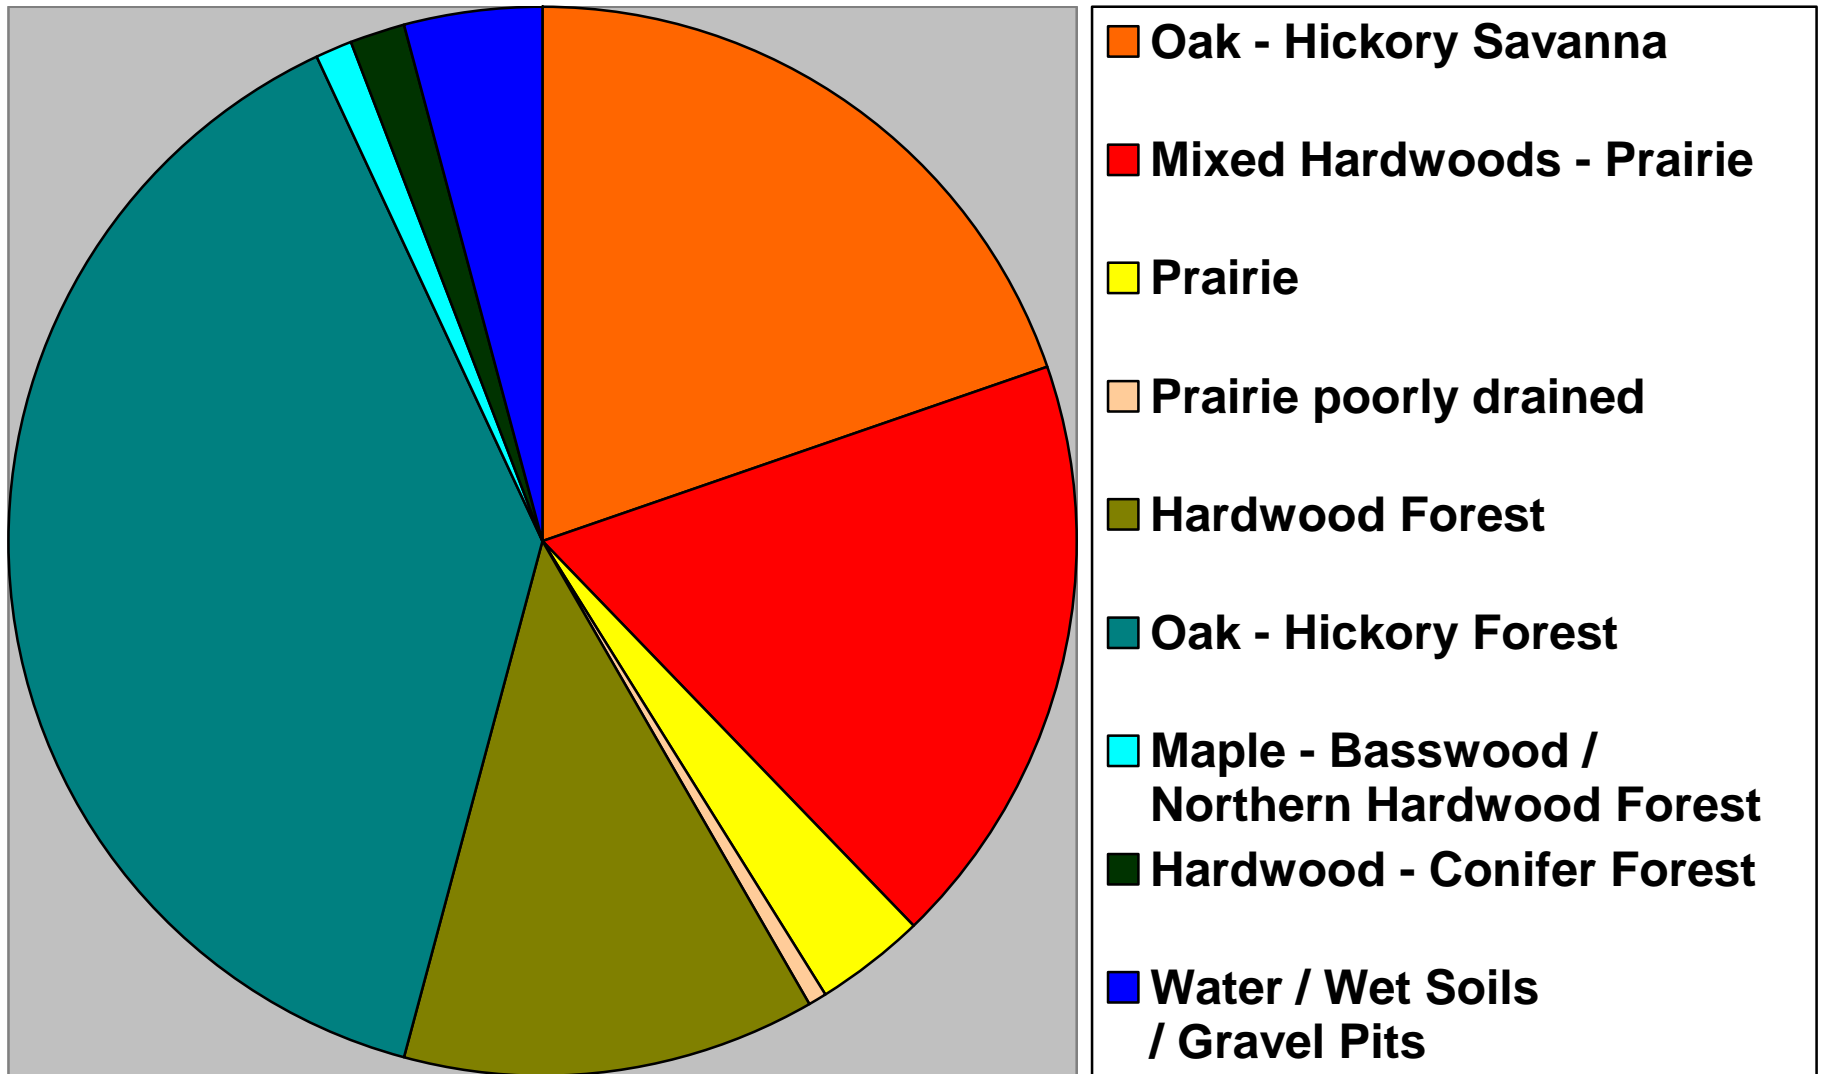 Oak - Hickory Savanna
Mixed Hardwoods - Prairie
Prairie
Prairie poorly drained
Hardwood Forest
Oak - Hickory Forest
Maple - Basswood /
Northern Hardwood Forest
Hardwood - Conifer Forest
Water / Wet Soils
/ Gravel Pits